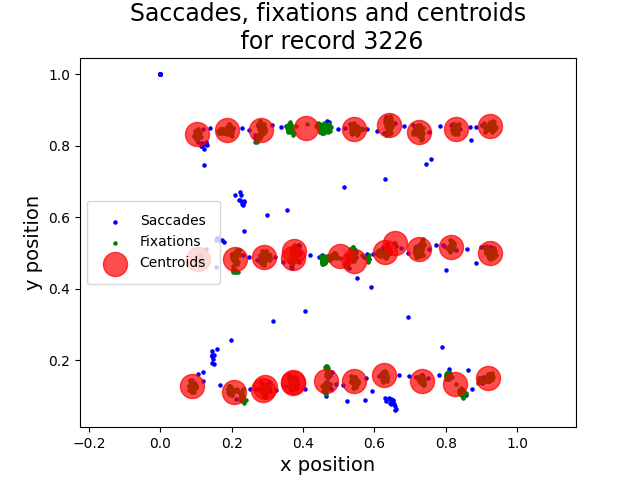 Saccades, fixations and centroids
for record 3226
1.0
0.8
0.6
0.4
0.2
y position
Saccades
Fixations
Centroids
−0.2
0.0
0.2
0.4
0.6
0.8
1.0
x position